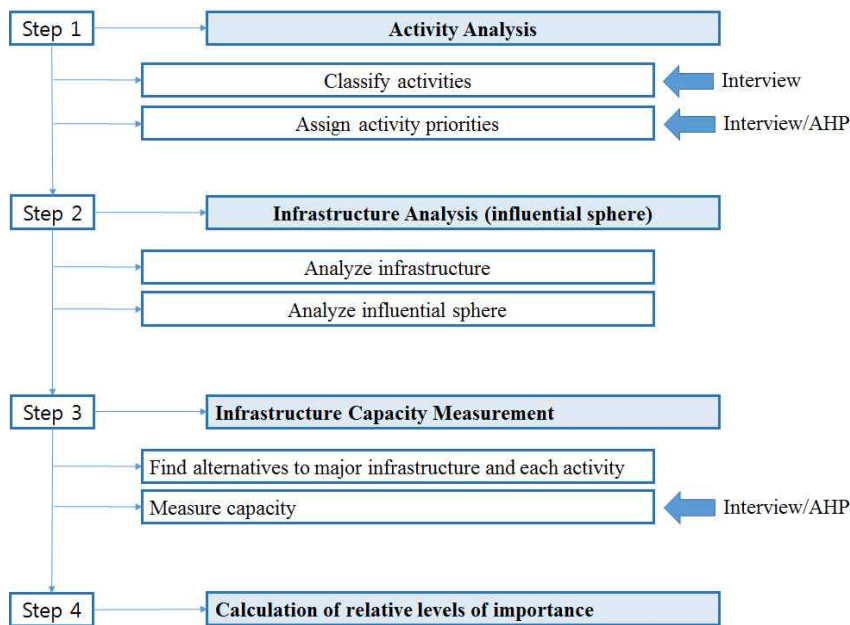 Step 1
Activity Analysis
Classify activities
Interview
Assign activity priorities
Interview/AHP
Step 2
Infrastructure Analysis (influential sphere)
Analyze infrastructure
Analyze influential sphere
Step 3
Infrastructure Capacity Measurement
Find alternatives to major infrastructure and each activity
Measure capacity
Interview/AHP
Step 4
Calculation of relative levels of importance